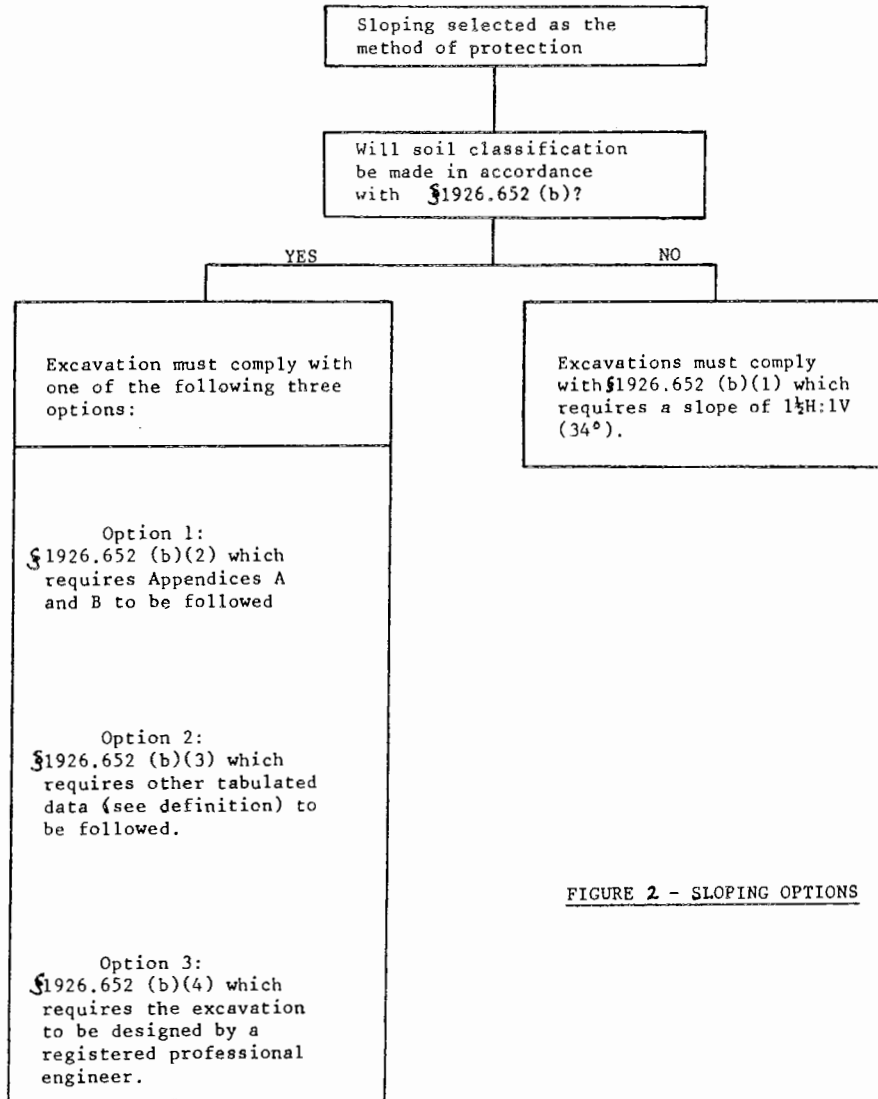 Sloping selected as the
method of protection
Will soil classification
be made in accordance
with §1926.652 (b)?
YES
NO
Excavation must comply with
one of the following three
options:
Excavations must comply
with §1926.652 (b)(1) which
requires a slope of 1½H:1V
(34°).
Option 1:
§1926.652 (b)(2) which
requires Appendices A
and B to be followed
Option 2:
§1926.652 (b)(3) which
requires other tabulated
data (see definition) to
be followed.
Option 3:
§1926.652 (b)(4) which
requires the excavation
to be designed by a
registered professional
engineer.
FIGURE 2 - SLOPING OPTIONS